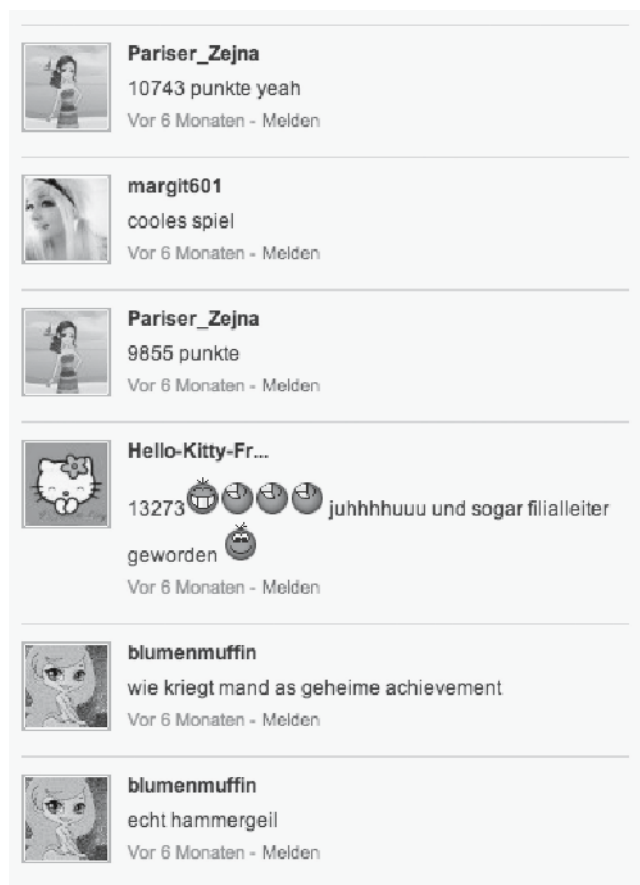 Pariser_Zejna
10743 punkte yeah
Vor 6 Monaten - Melden
margit601
cooles spiel
Vor 6 Monaten - Melden
Pariser_Zejna
9855 punkte
Vor 6 Monaten - Melden
Hello-Kitty-Fr...
13273 juhhhhuuu und sogar filialleiter
geworden
Vor 6 Monaten - Melden
blumenmuffin
wie kriegt mand as geheime achievement
Vor 6 Monaten - Melden
blumenmuffin
echt hammergeil
Vor 6 Monaten - Melden